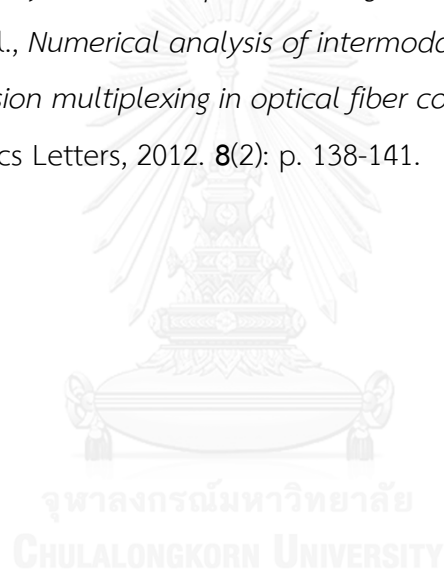 l., Numerical analysis of intermoda
sion multiplexing in optical fiber co
cs Letters, 2012. 8(2): p. 138-141.
จุฬาลงกรณ์มหาวิทยาลัย
CHULALONGKORN UNIVERSITY